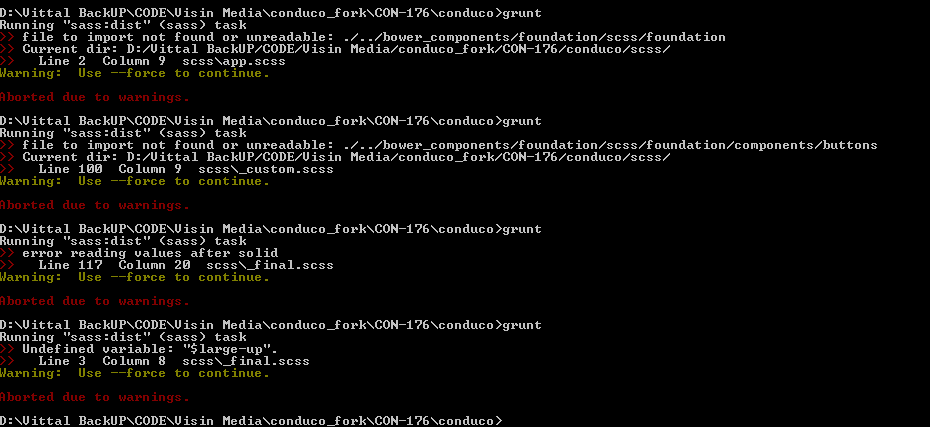 D:\Vittal BackUP\CODE\Visin Media\conduco_fork\CON-176\conduco>grunt
Running "sass:dist" (sass) task
>> file to import not found or unreadable: ./../bower_components/foundation/scss/foundation
>> Current dir: D:/Vittal BackUP/CODE/Visin Media/conduco_fork/CON-176/conduco/scss/
>>   Line 2  Column 9  scss\app.scss
Warning:  Use --force to continue.
Aborted due to warnings.
D:\Vittal BackUP\CODE\Visin Media\conduco_fork\CON-176\conduco>grunt
Running "sass:dist" (sass) task
>> file to import not found or unreadable: ./../bower_components/foundation/scss/foundation/components/buttons
>> Current dir: D:/Vittal BackUP/CODE/Visin Media/conduco_fork/CON-176/conduco/scss/
>>   Line 100  Column 9  scss\_custom.scss
Warning:  Use --force to continue.
Aborted due to warnings.
D:\Vittal BackUP\CODE\Visin Media\conduco_fork\CON-176\conduco>grunt
Running "sass:dist" (sass) task
>> error reading values after solid
>>   Line 117  Column 20  scss\_final.scss
Warning:  Use --force to continue.
Aborted due to warnings.
D:\Vittal BackUP\CODE\Visin Media\conduco_fork\CON-176\conduco>grunt
Running "sass:dist" (sass) task
>> Undefined variable: "$large-up".
>>   Line 3  Column 8  scss\_final.scss
Warning:  Use --force to continue.
Aborted due to warnings.
D:\Vittal BackUP\CODE\Visin Media\conduco_fork\CON-176\conduco>